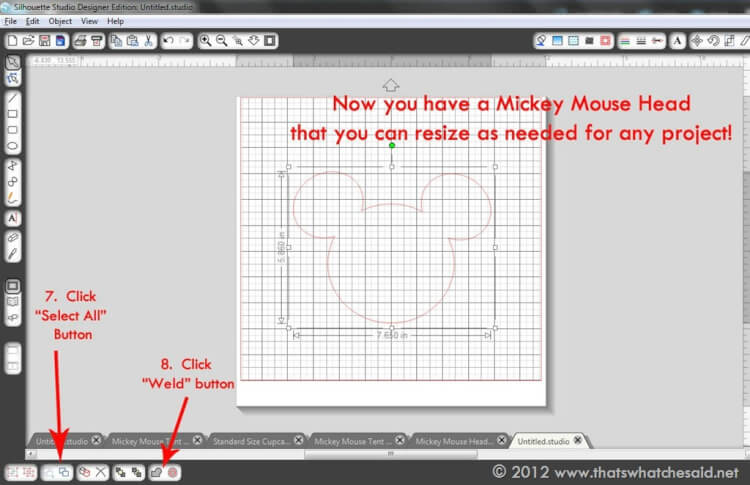 Silhouette Studio Designer Edition: Untitled.studio
File Edit Object View Panels Window Help
Now you have a Mickey Mouse Head
that you can resize as needed for any project!
5.860 in
7.650 in
7. Click
"Select All"
Button
8. Click
"Weld" button
Untitled.studio
Mickey Mouse Tent ...
Standard Size Cupca...
Mickey Mouse Tent ...
Mickey Mouse Head...
Untitled.studio
© 2012 www.thatswhatchesaid.net